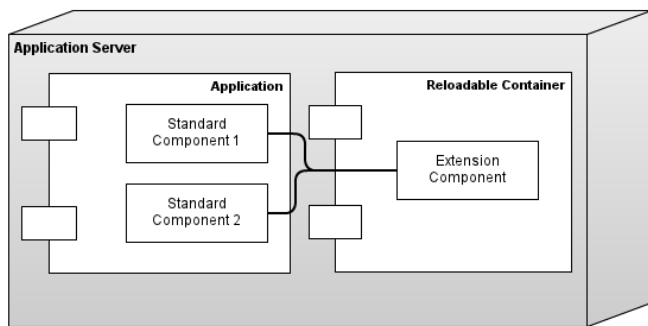 Application Server
Application
Standard
Component 1
Standard
Component 2
Reloadable Container
Extension
Component